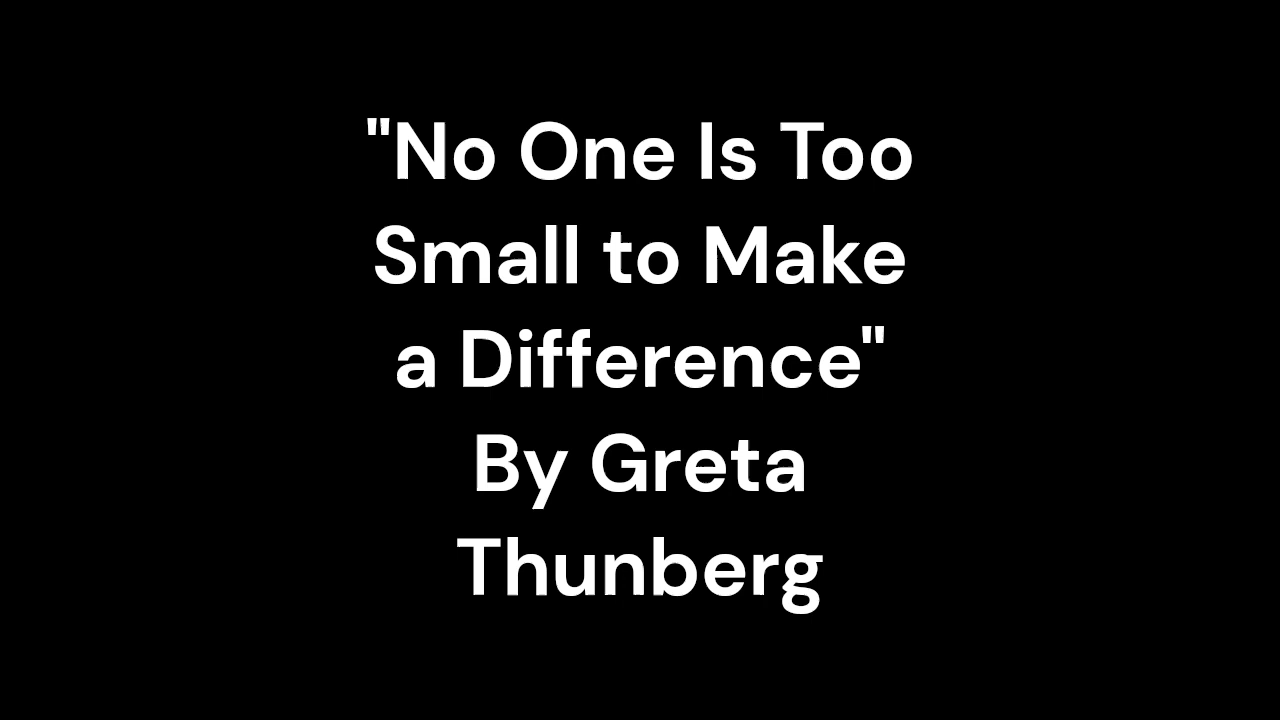 "No One Is Too
Small to Make
a Difference"
By Greta
Thunberg